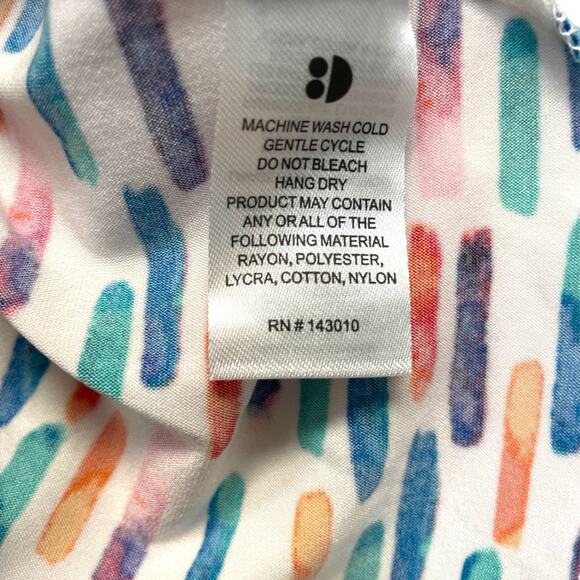 MACHINE WASH COLD
GENTLE CYCLE
DO NOT BLEACH
HANG DRY
PRODUCT MAY CONTAIN
ANY OR ALL OF THE
FOLLOWING MATERIAL
RAYON, POLYESTER,
LYCRA, COTTON, NYLON
RN # 143010